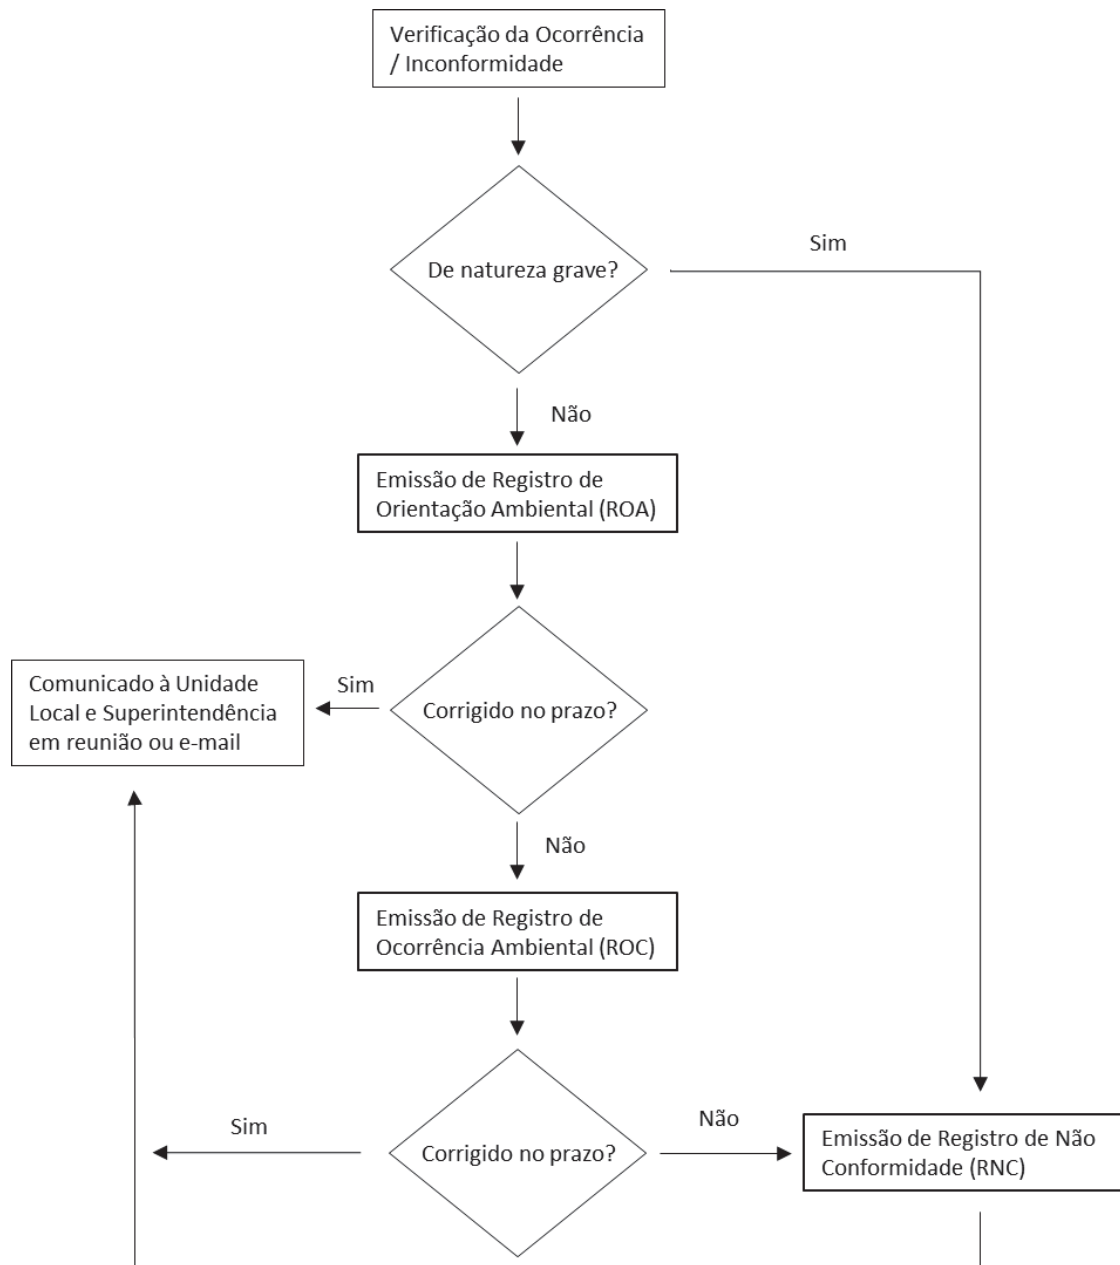 Verificação da Ocorrência
/ Inconformidade
Sim
De natureza grave?
Não
Emissão de Registro de
Orientação Ambiental (ROA)
Comunicado à Unidade
Local e Superintendência
em reunião ou e-mail
Sim
Corrigido no prazo?
Não
Emissão de Registro de
Ocorrência Ambiental (ROC)
Sim
Corrigido no prazo?
Não
Emissão de Registro de Não
Conformidade (RNC)